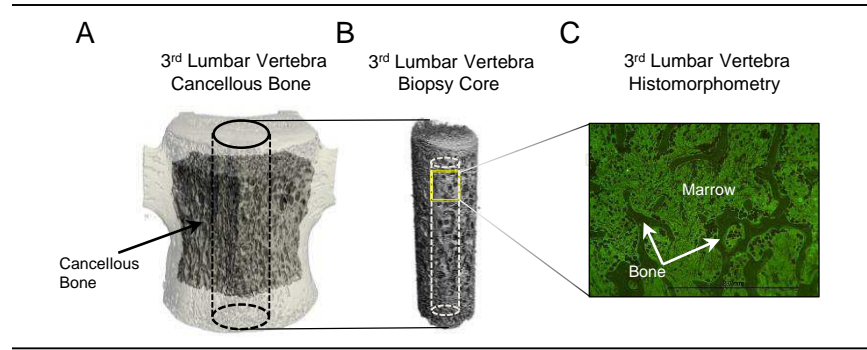 A
B
C
3rd Lumbar Vertebra
Cancellous Bone
3rd Lumbar Vertebra
Biopsy Core
3rd Lumbar Vertebra
Histomorphometry
Marrow
Bone
Cancellous
Bone